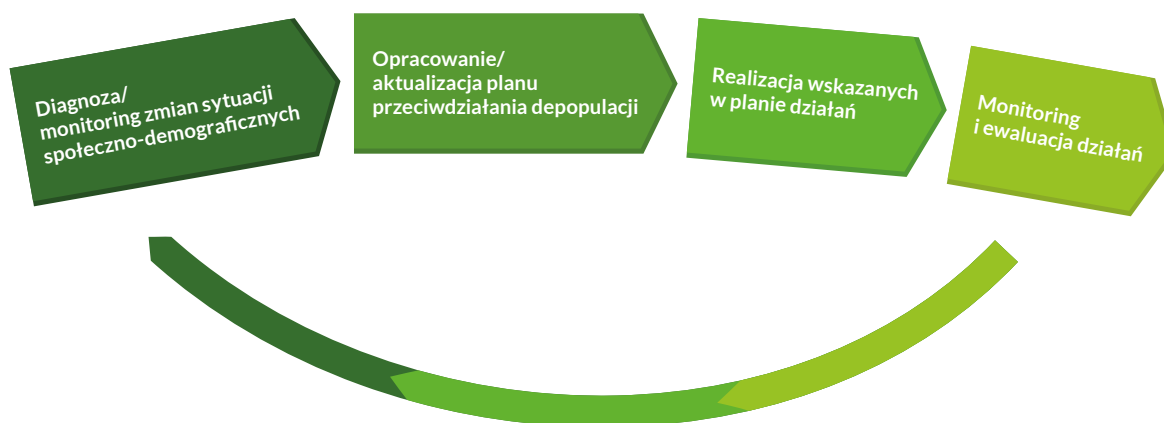 Diagnoza/
monitoring zmian sytuacji
społeczno-demograficznych
Opracowanie/
aktualizacja planu
przeciwdziałania depopulacji
Realizacja wskazanych
w planie działań
Monitoring
i ewaluacja działań